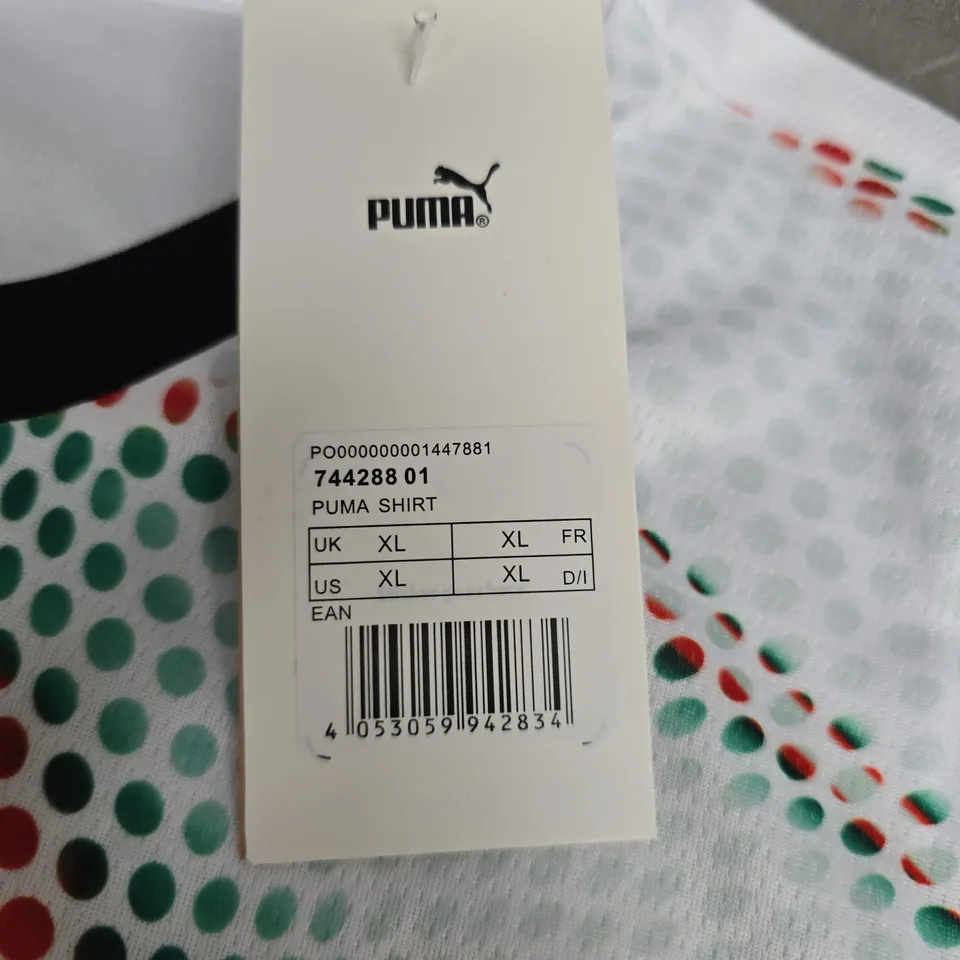 PUMA®
PO000000001447881
744288 01
PUMA SHIRT
UK XL XL FR
US XL XL D/I
EAN
4 053059 942834